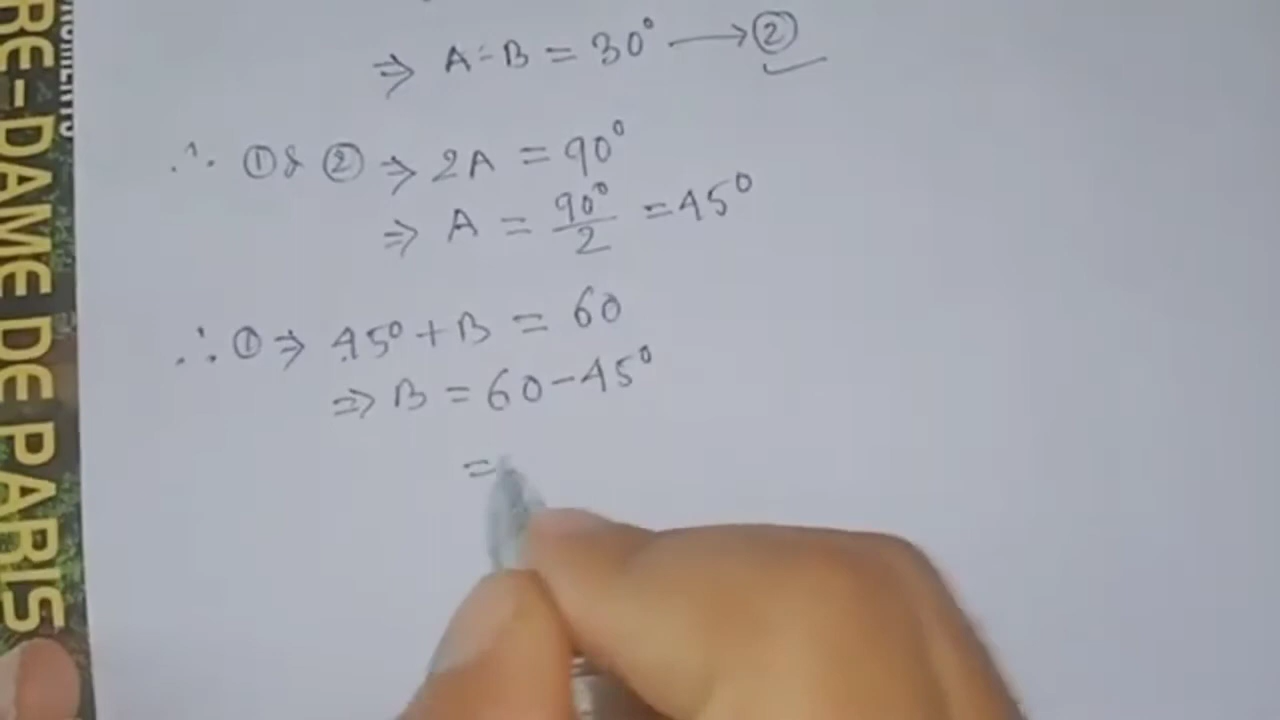 ⇒ A-B = 30° ⟶ ②
∴ ① & ② ⇒ 2A = 90°
⇒ A = 90°/2 = 45°
∴ ① ⇒ 45° + B = 60
⇒ B = 60 - 45°
=
RE-DAME DE PARIS